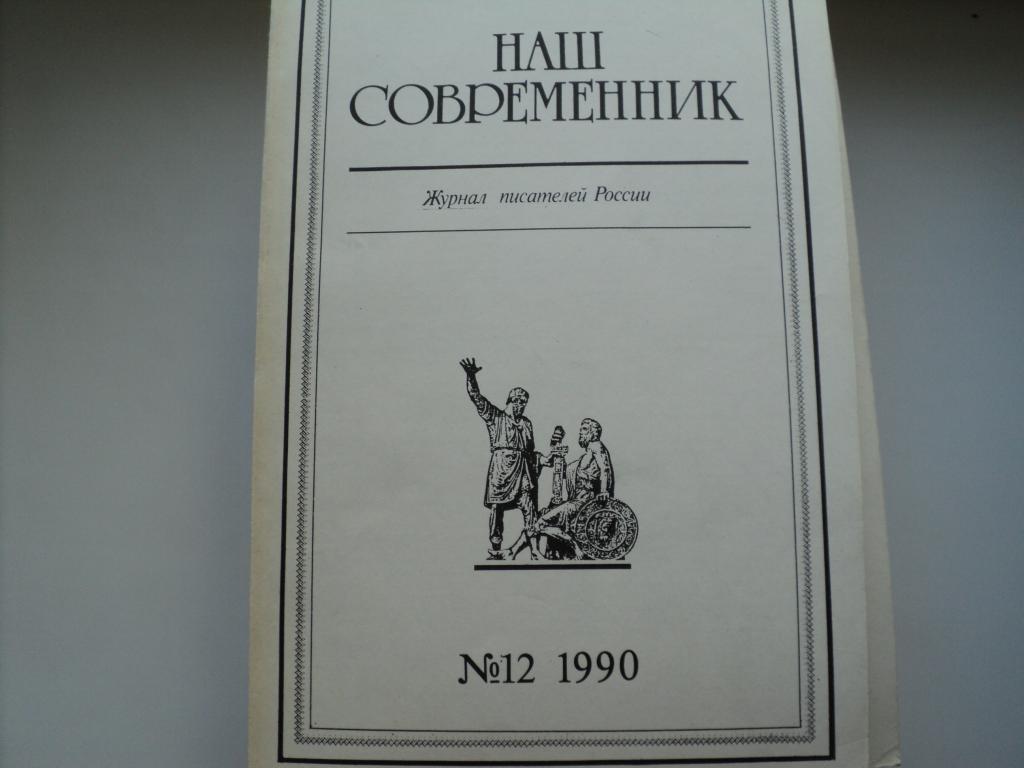 НАШ
СОВРЕМЕННИК
Журнал писателей России
№12 1990